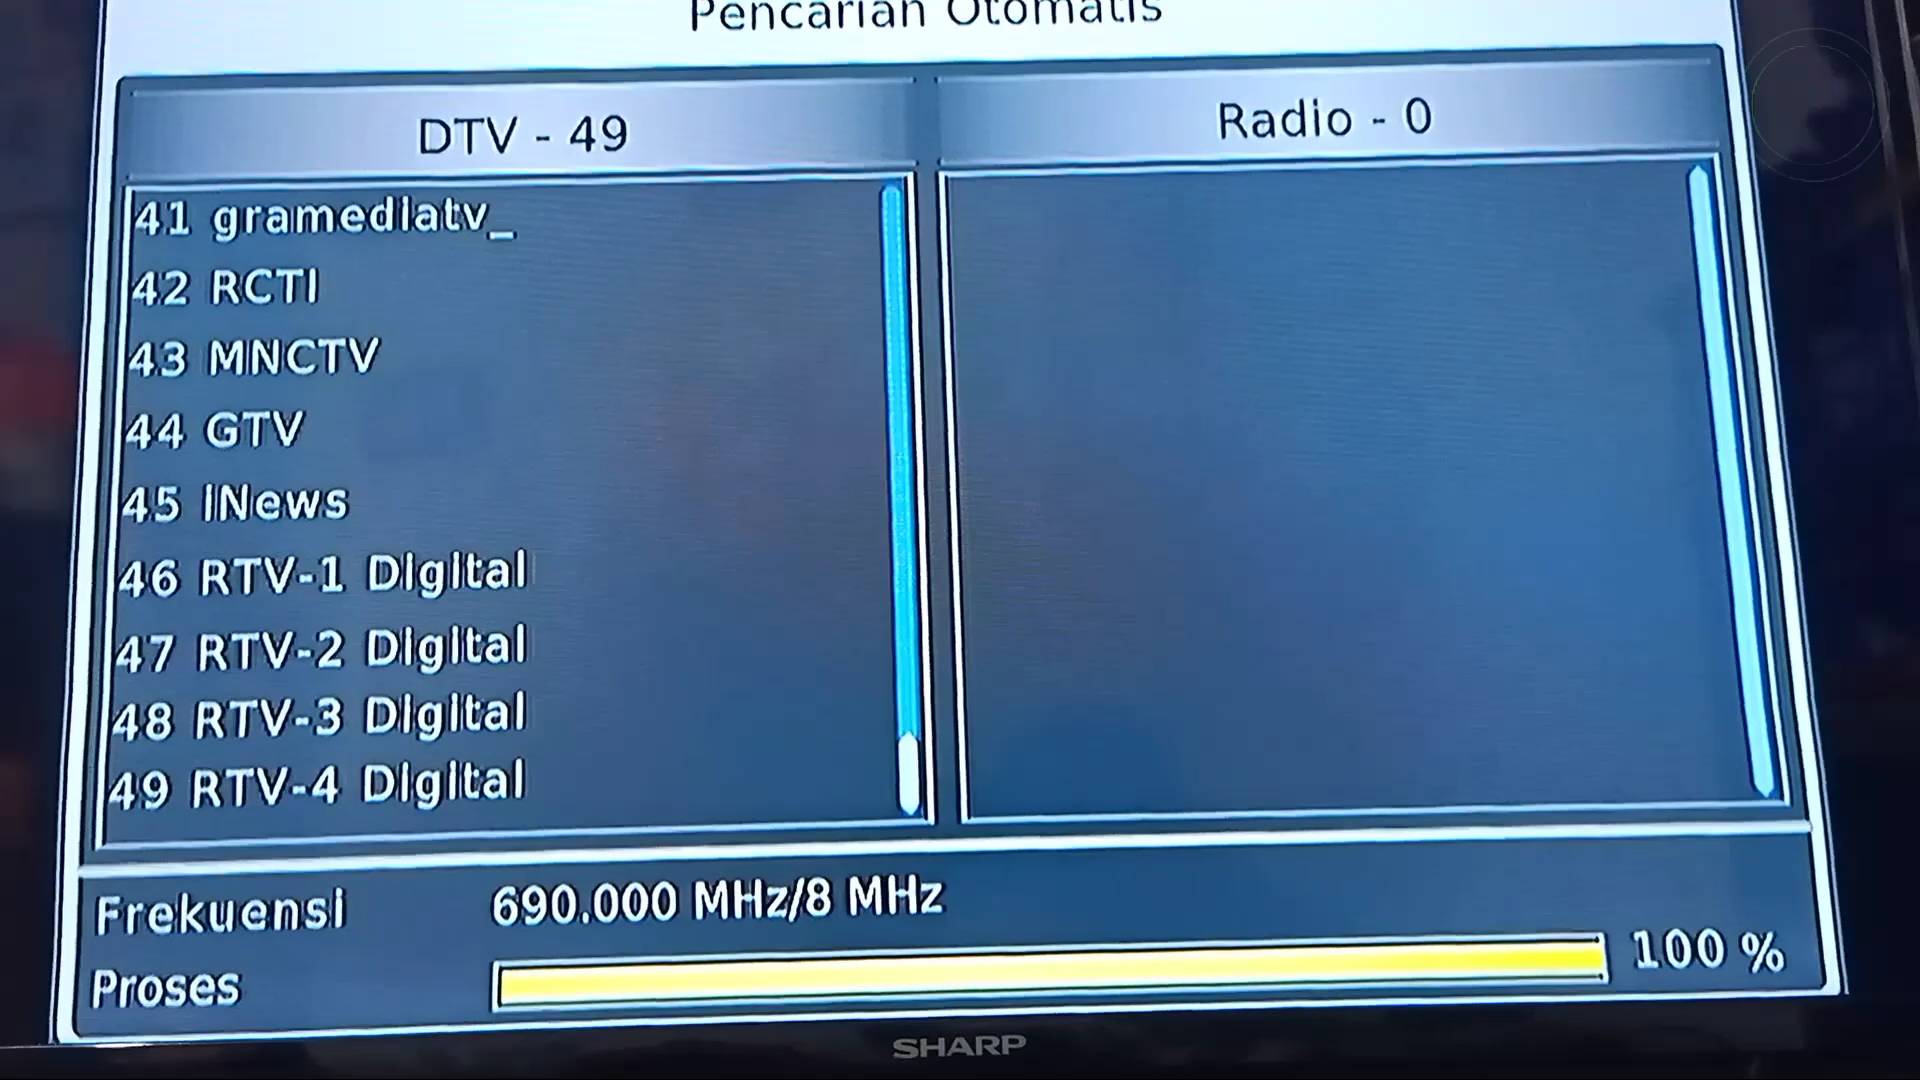 Pencarian Otomatis
DTV - 49
Radio - 0
41 gramediatv_
42 RCTI
43 MNCTV
44 GTV
45 iNews
46 RTV-1 Digital
47 RTV-2 Digital
48 RTV-3 Digital
49 RTV-4 Digital
Frekuensi 690.000 MHz/8 MHz
Proses 100 %
SHARP